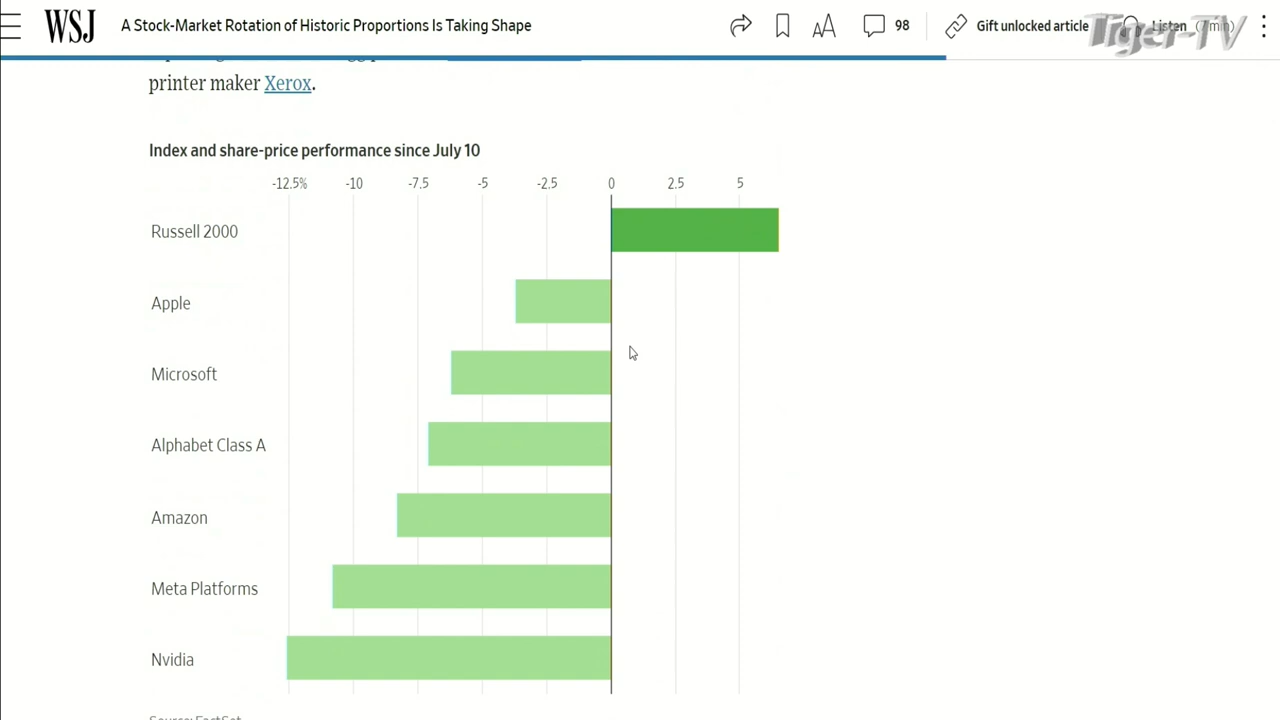 WSJ A Stock-Market Rotation of Historic Proportions Is Taking Shape AA 98 Gift unlocked article Listen min)
Tiger-TV
printer maker Xerox.
Index and share-price performance since July 10
-12.5% -10 -7.5 -5 -2.5 0 2.5 5
Russell 2000
Apple
Microsoft
Alphabet Class A
Amazon
Meta Platforms
Nvidia
Source: FactSet